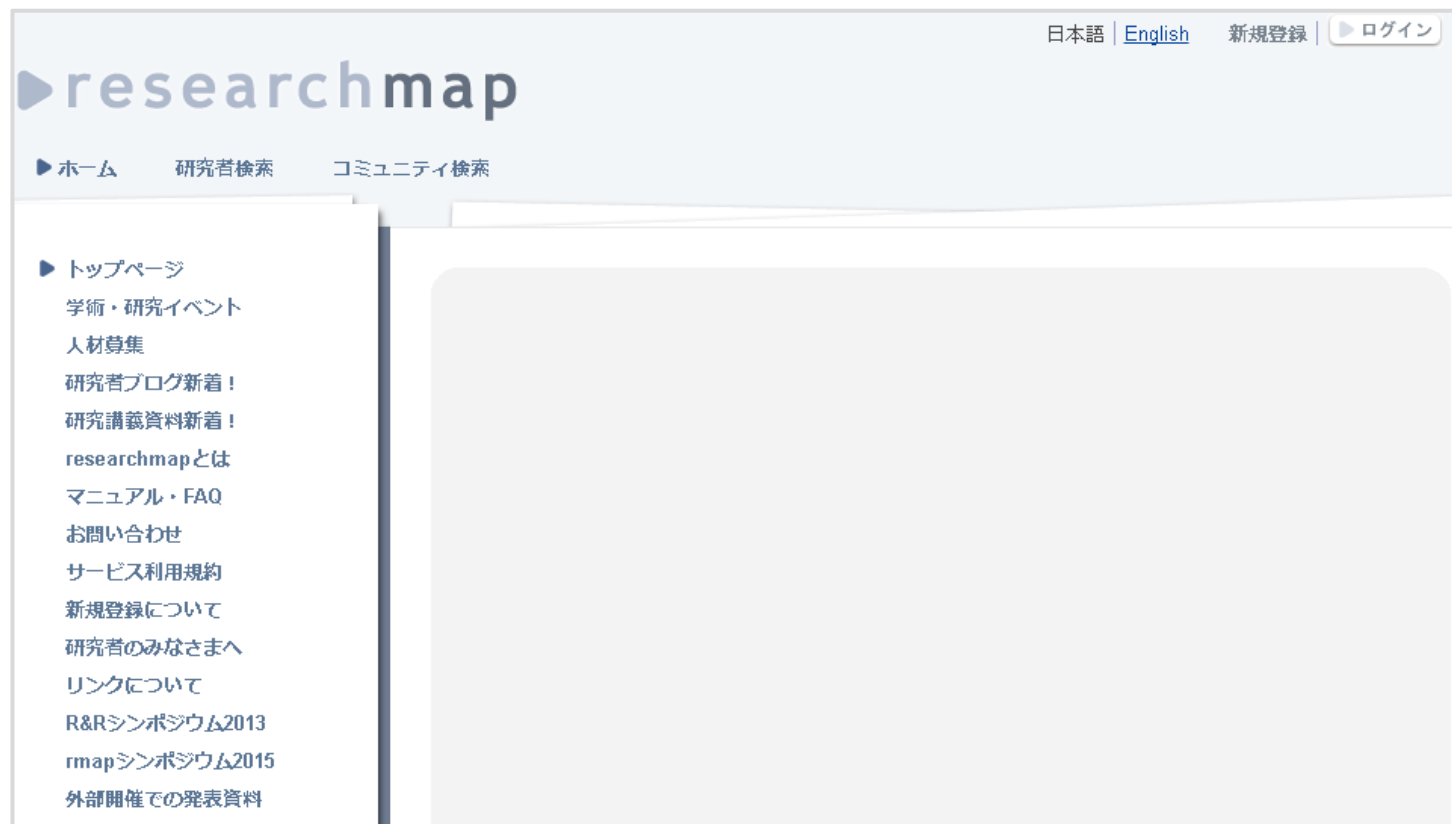 日本語 English 新規登録 ログイン
researchmap
ホーム 研究者検索 コミュニティ検索
トップページ
学術・研究イベント
人材募集
研究者ブログ新着！
研究講義資料新着！
researchmapとは
マニュアル・FAQ
お問い合わせ
サービス利用規約
新規登録について
研究者のみなさまへ
リンクについて
R&Rシンポジウム2013
rmapシンポジウム2015
外部開催での発表資料